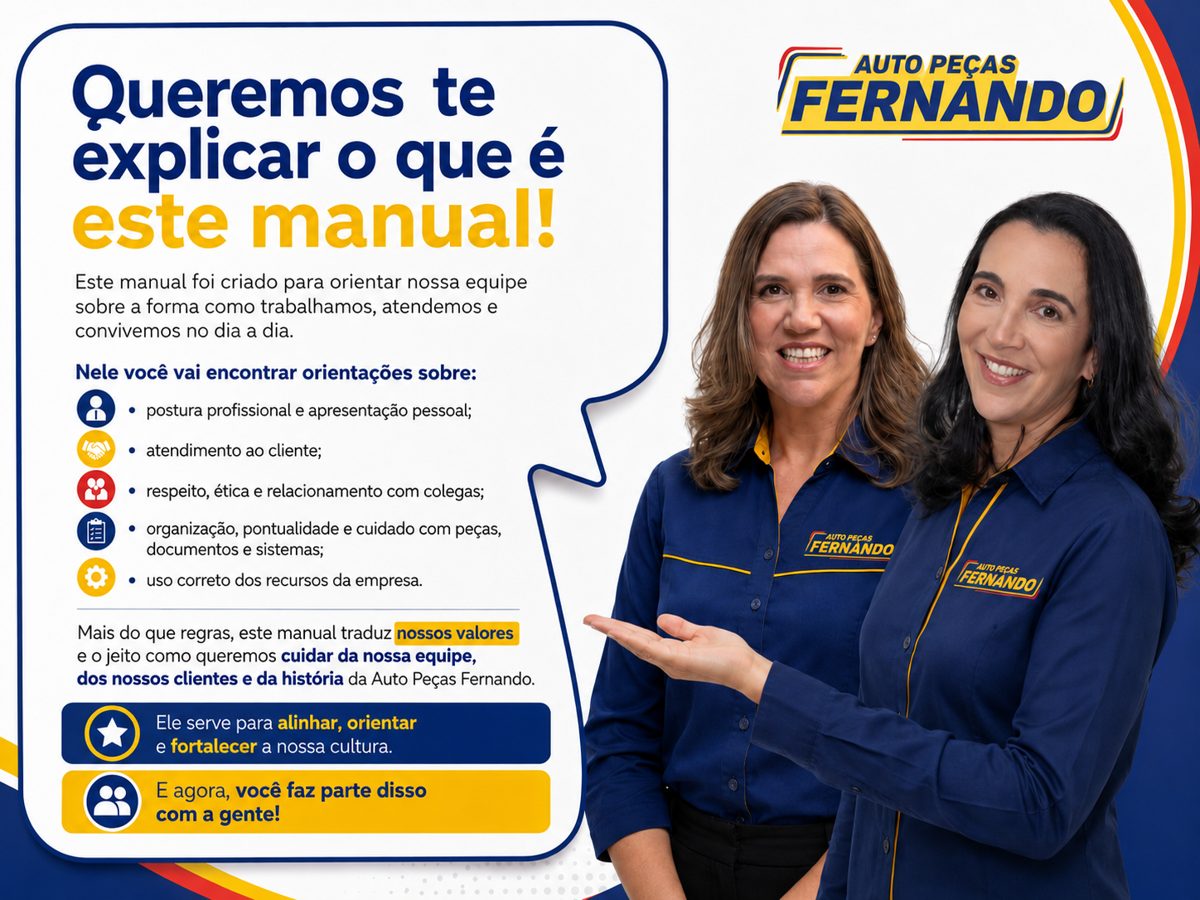 Queremos te
explicar o que é
este manual!
Este manual foi criado para orientar nossa equipe
sobre a forma como trabalhamos, atendemos e
convivemos no dia a dia.
Nele você vai encontrar orientações sobre:
• postura profissional e apresentação pessoal;
• atendimento ao cliente;
• respeito, ética e relacionamento com colegas;
• organização, pontualidade e cuidado com peças,
documentos e sistemas;
• uso correto dos recursos da empresa.
Mais do que regras, este manual traduz nossos valores
e o jeito como queremos cuidar da nossa equipe,
dos nossos clientes e da história da Auto Peças Fernando.
Ele serve para alinhar, orientar
e fortalecer a nossa cultura.
E agora, você faz parte disso
com a gente!
AUTO PEÇAS
FERNANDO
AUTO PEÇAS
FERNANDO
AUTO PEÇAS
FERNANDO